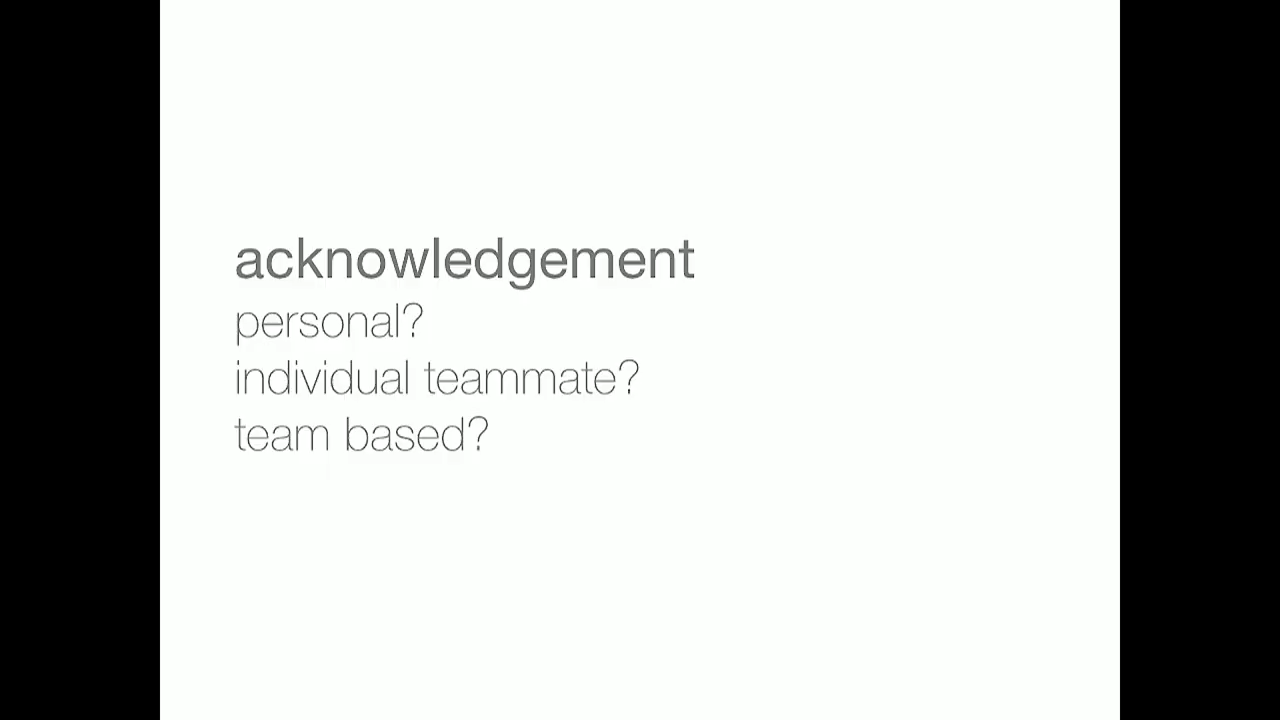 acknowledgement
personal?
individual teammate?
team based?